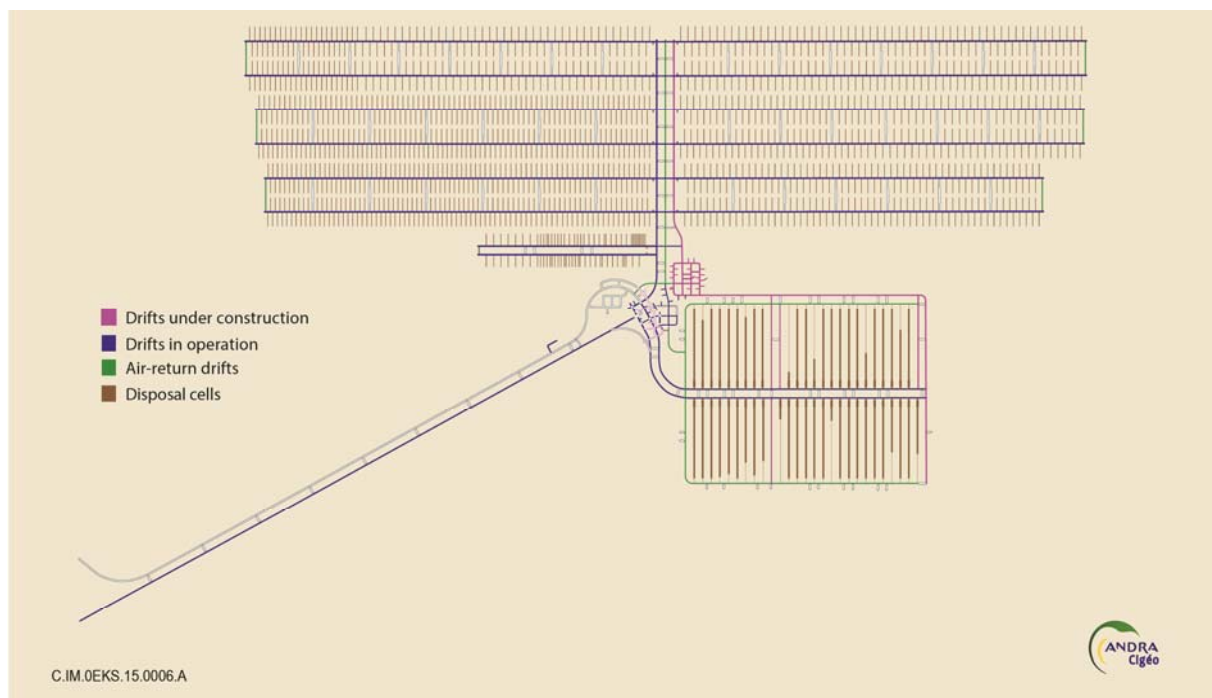 Drifts under construction
Drifts in operation
Air-return drifts
Disposal cells
ANDRA
Cigéo
C.IM.0EKS.15.0006.A